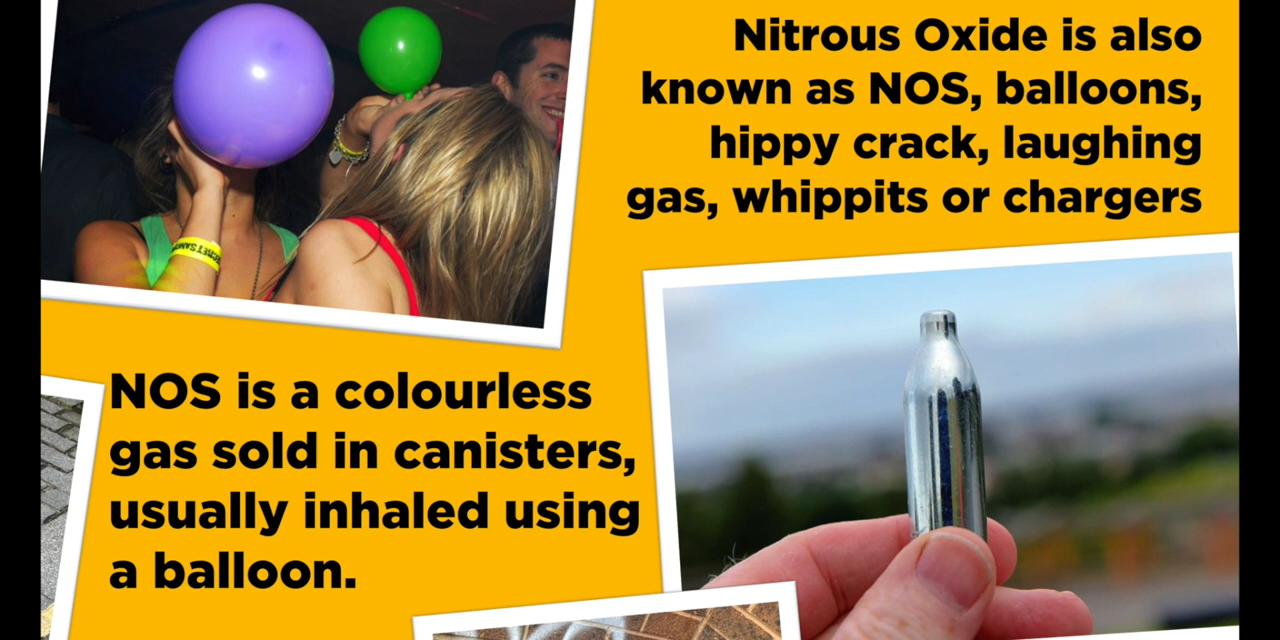 Nitrous Oxide is also
known as NOS, balloons,
hippy crack, laughing
gas, whippits or chargers
NOS is a colourless
gas sold in canisters,
usually inhaled using
a balloon.